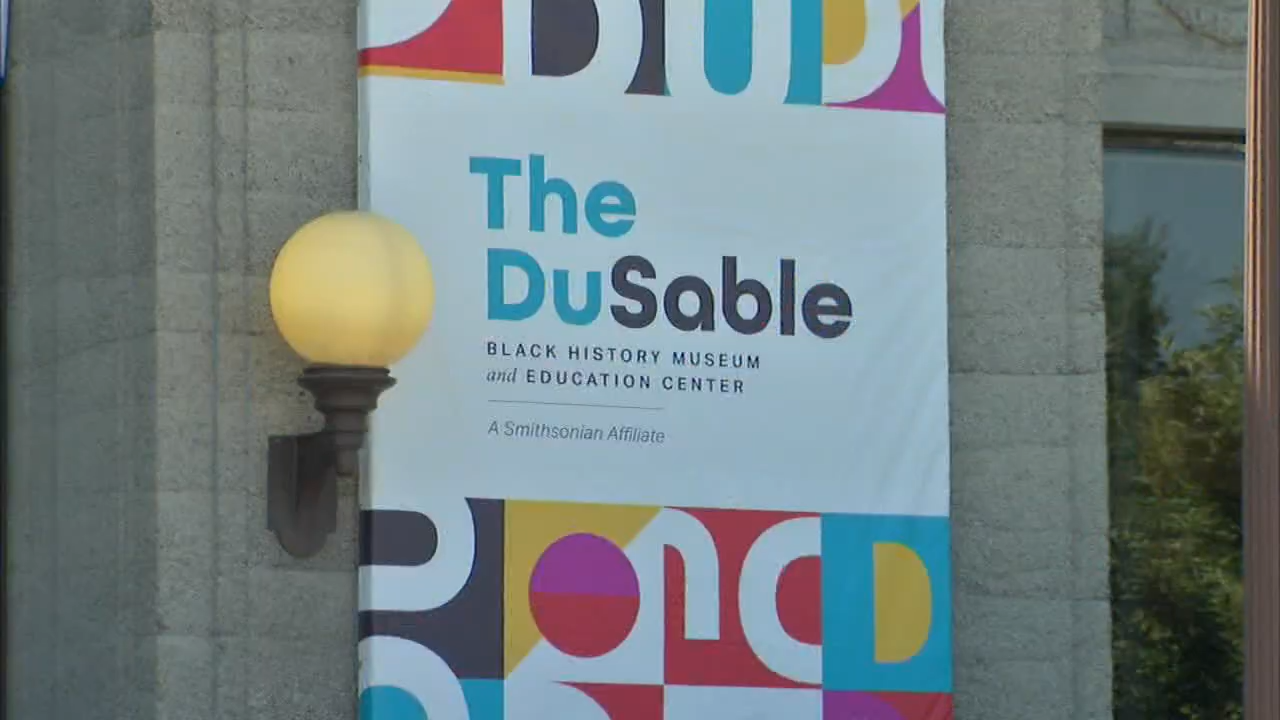 The
DuSable
BLACK HISTORY MUSEUM
and EDUCATION CENTER
A Smithsonian Affiliate